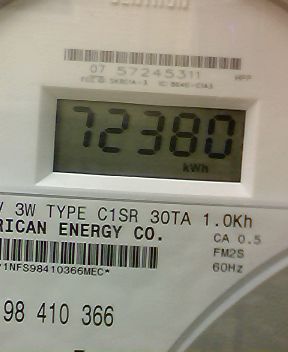 07 57245311
72380
kWh
3W TYPE C1SR 30TA 1.0Kh
RICAN ENERGY CO.
CA 0.5
FM2S
60Hz
*1NFS98410366MEC*
98 410 366